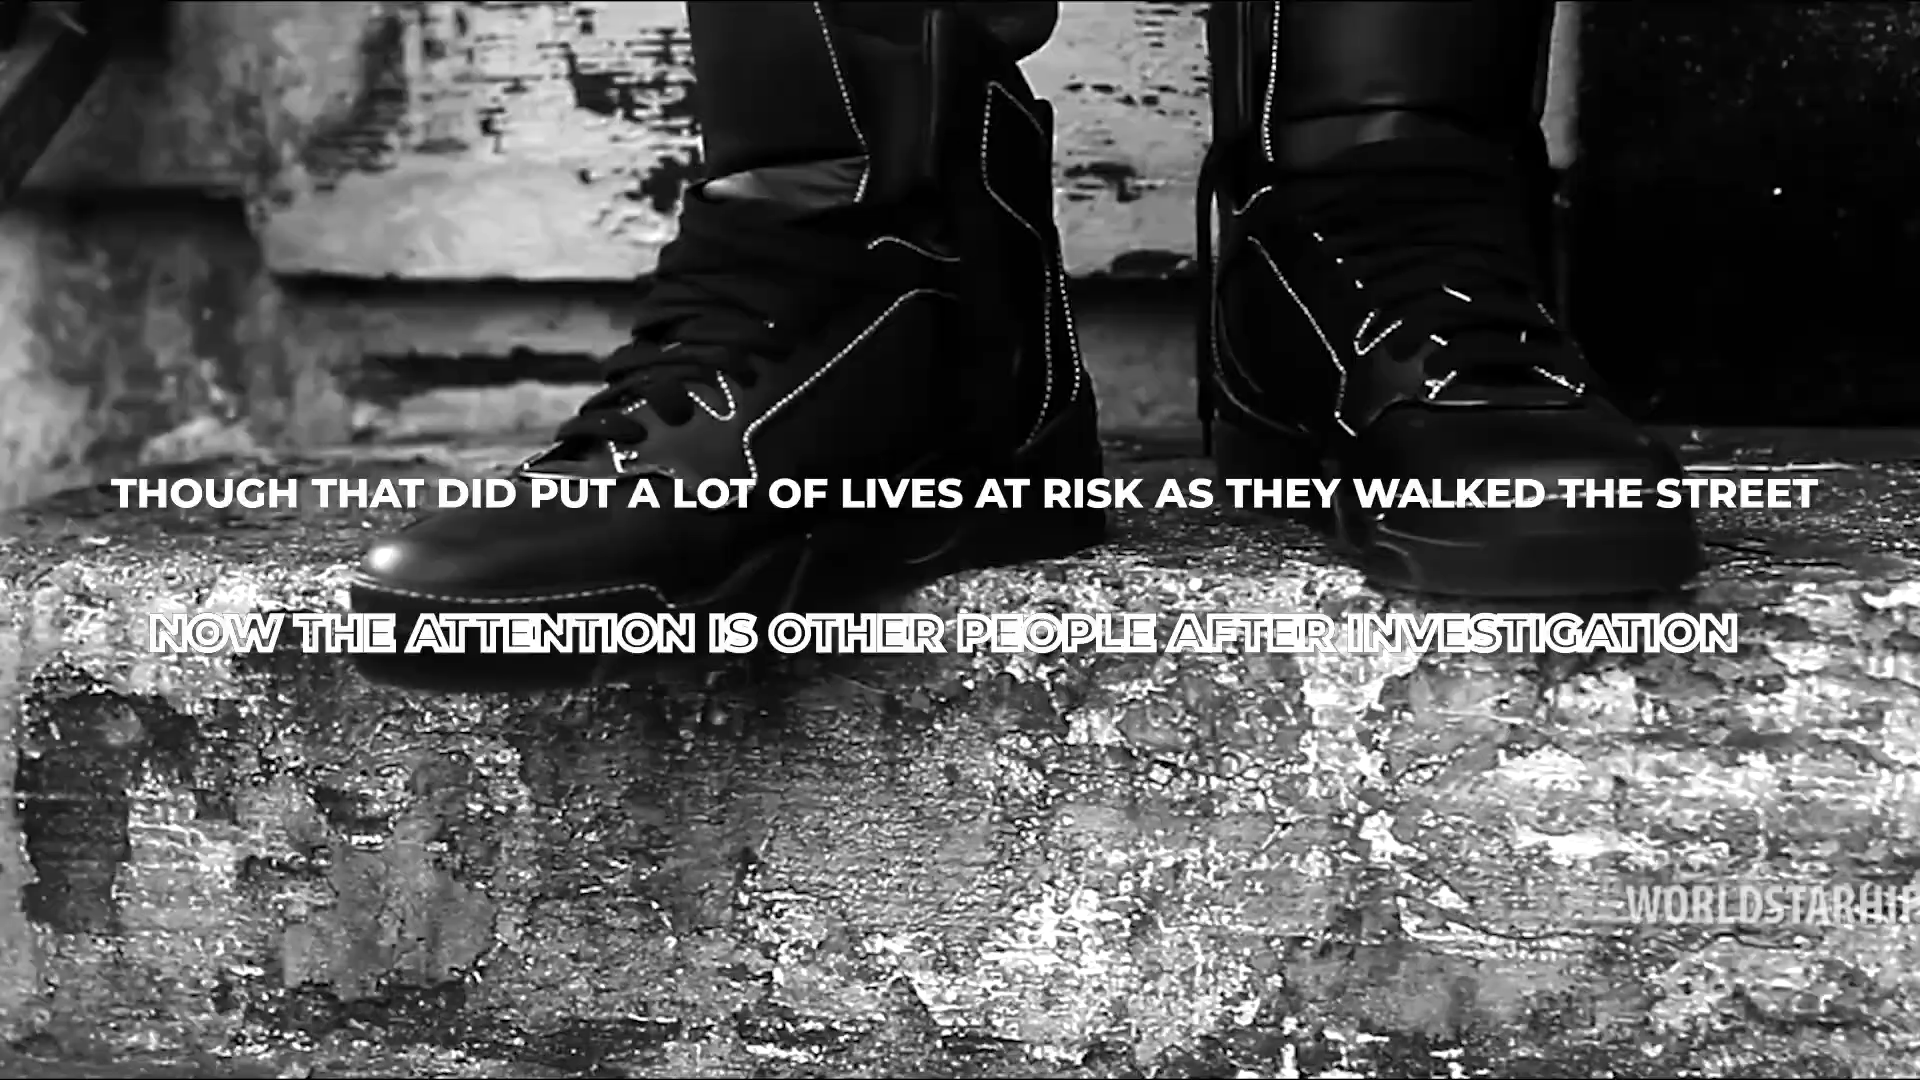 THOUGH THAT DID PUT A LOT OF LIVES AT RISK AS THEY WALKED THE STREET
NOW THE ATTENTION IS OTHER PEOPLE AFTER INVESTIGATION
WORLDSTARHIP